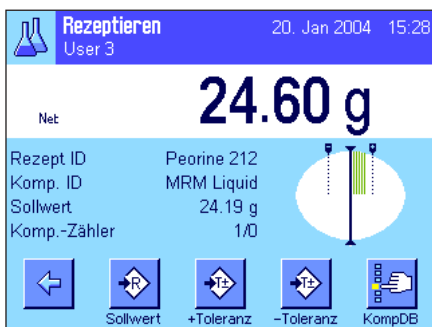 Rezeptieren
20. Jan 2004 15:28
User 3
Net 24.60 g
Rezept ID Peorine 212
Komp. ID MRM Liquid
Sollwert 24.19 g
Komp.-Zähler 1/0
R T± T±
Sollwert +Toleranz −Toleranz KompDB